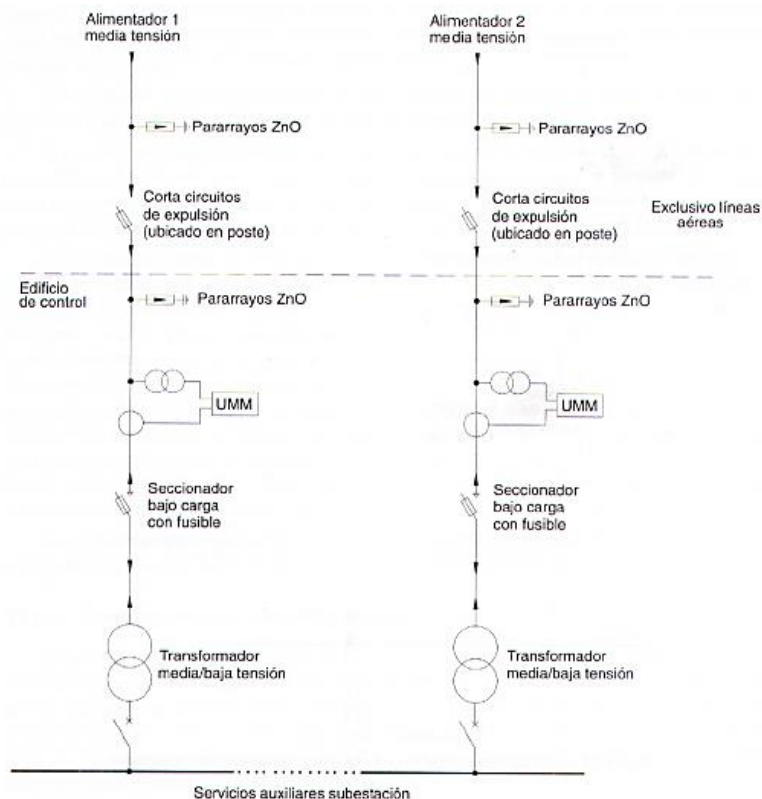 Alimentador 1
media tensión
Alimentador 2
media tensión
Pararrayos ZnO
Pararrayos ZnO
Corta circuitos
de expulsión
(ubicado en poste)
Corta circuitos
de expulsión
(ubicado en poste)
Exclusivo líneas
aéreas
Edificio
de control
Pararrayos ZnO
Pararrayos ZnO
UMM
UMM
Seccionador
bajo carga
con fusible
Seccionador
bajo carga
con fusible
Transformador
media/baja tensión
Transformador
media/baja tensión
Servicios auxiliares subestación